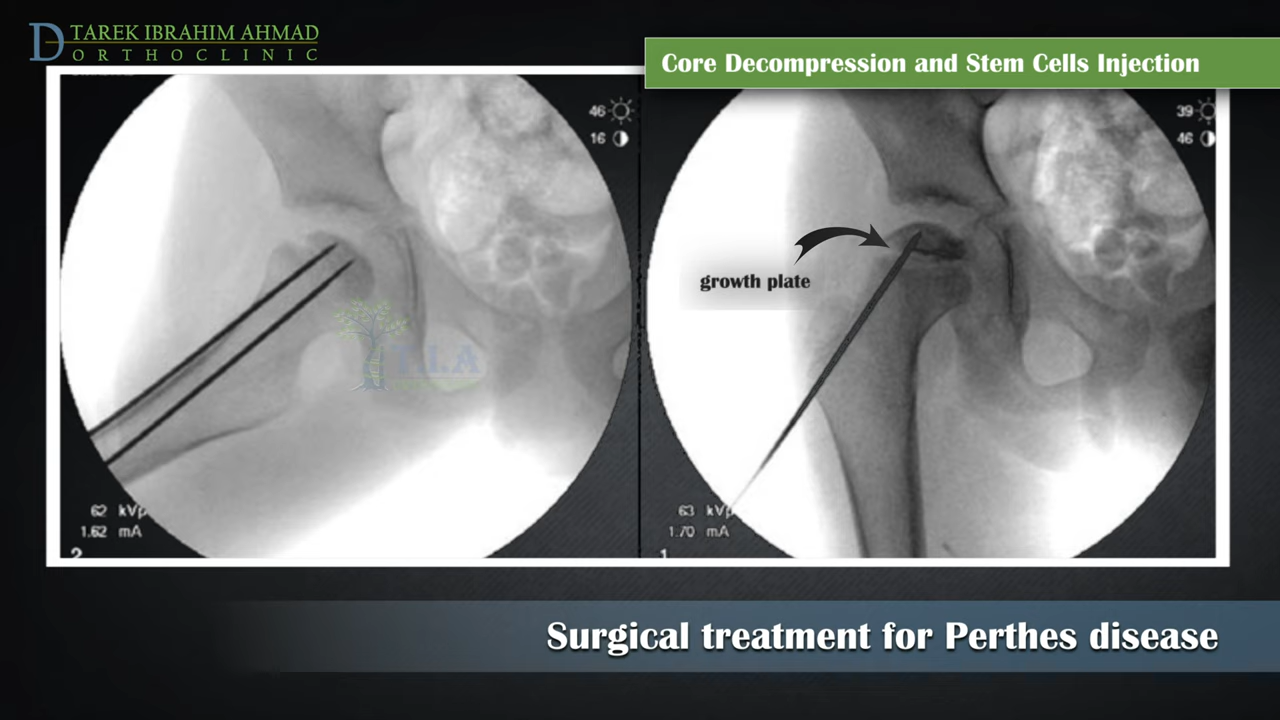 D TAREK IBRAHIM AHMAD
ORTHOCLINIC
Core Decompression and Stem Cells Injection
46
16
39
46
growth plate
T.I.A
62 kVp
1.62 mA
2
63 kVp
1.70 mA
1
Surgical treatment for Perthes disease